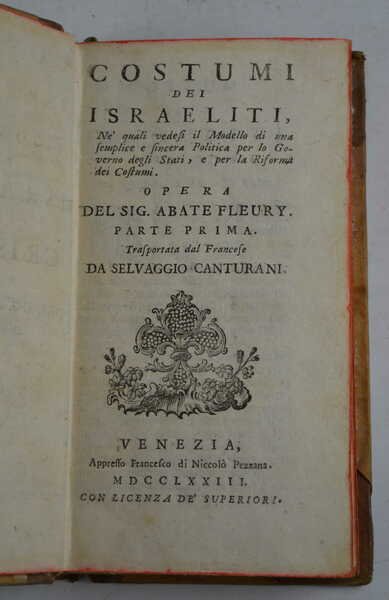 COSTUMI
DEI
ISRAELITI,
Ne' quali vedesi il Modello di una
semplice e sincera Politica per lo Go-
verno degli Stati, e per la Riforma
dei Costumi.
OPERA
DEL SIG. ABATE FLEURY.
PARTE PRIMA.
Trasportata dal Francese
DA SELVAGGIO CANTURANI.
VENEZIA,
Appresso Francesco di Niccolò Pezzana.
MDCCLXXIII.
CON LICENZA DE' SUPERIORI.